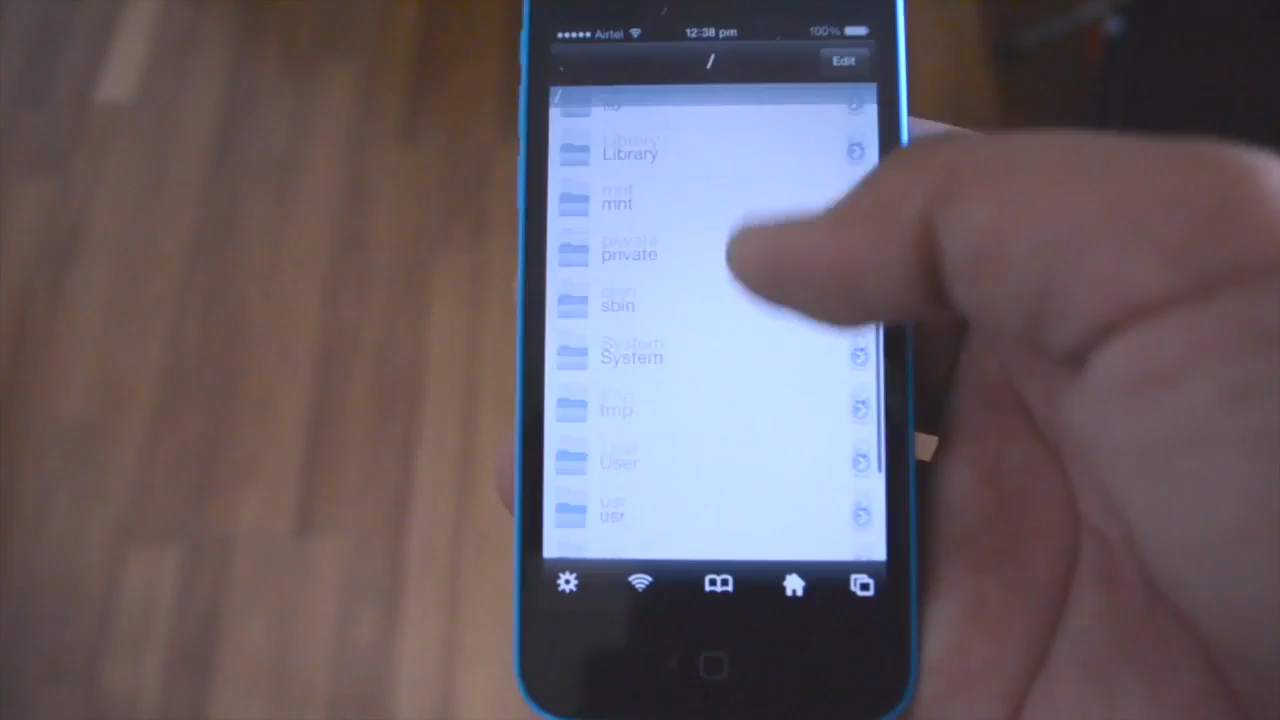 Airtel 12:38 pm 100%
/ Edit
/
Library
mnt
private
sbin
System
tmp
User
usr